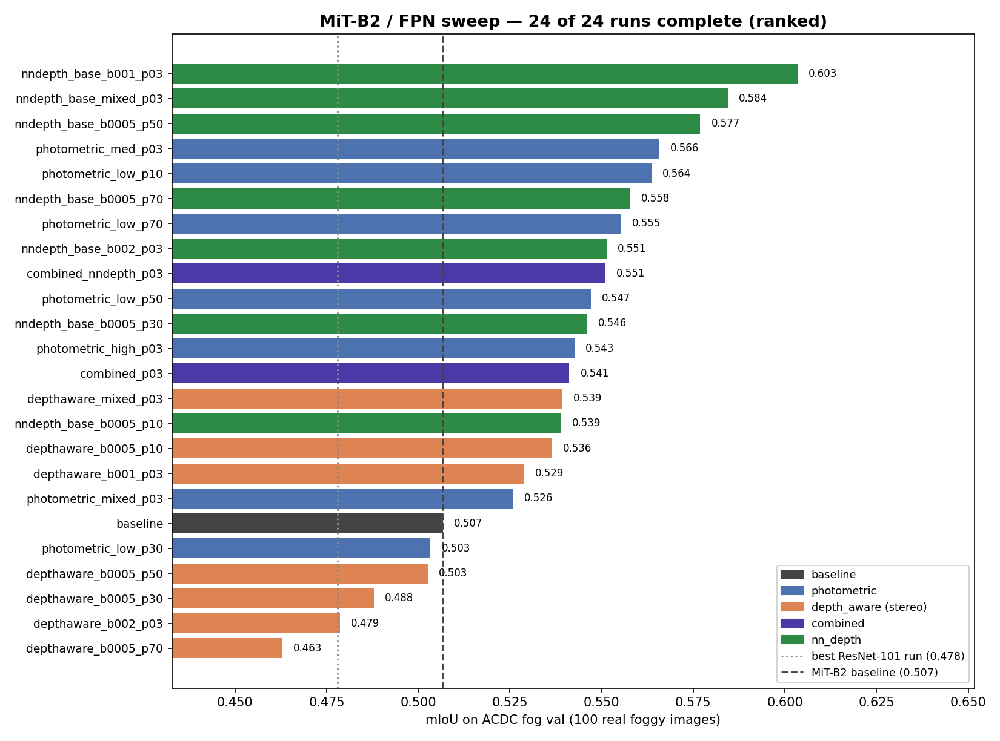 MiT-B2 / FPN sweep — 24 of 24 runs complete (ranked)
nndepth_base_b001_p03 0.603
nndepth_base_mixed_p03 0.584
nndepth_base_b0005_p50 0.577
photometric_med_p03 0.566
photometric_low_p10 0.564
nndepth_base_b0005_p70 0.558
photometric_low_p70 0.555
nndepth_base_b002_p03 0.551
combined_nndepth_p03 0.551
photometric_low_p50 0.547
nndepth_base_b0005_p30 0.546
photometric_high_p03 0.543
combined_p03 0.541
depthaware_mixed_p03 0.539
nndepth_base_b0005_p10 0.539
depthaware_b0005_p10 0.536
depthaware_b001_p03 0.529
photometric_mixed_p03 0.526
baseline 0.507
photometric_low_p30 0.503
depthaware_b0005_p50 0.503
depthaware_b0005_p30 0.488
depthaware_b002_p03 0.479
depthaware_b0005_p70 0.463
baseline
photometric
depth_aware (stereo)
combined
nn_depth
best ResNet-101 run (0.478)
MiT-B2 baseline (0.507)
0.450 0.475 0.500 0.525 0.550 0.575 0.600 0.625 0.650
mIoU on ACDC fog val (100 real foggy images)